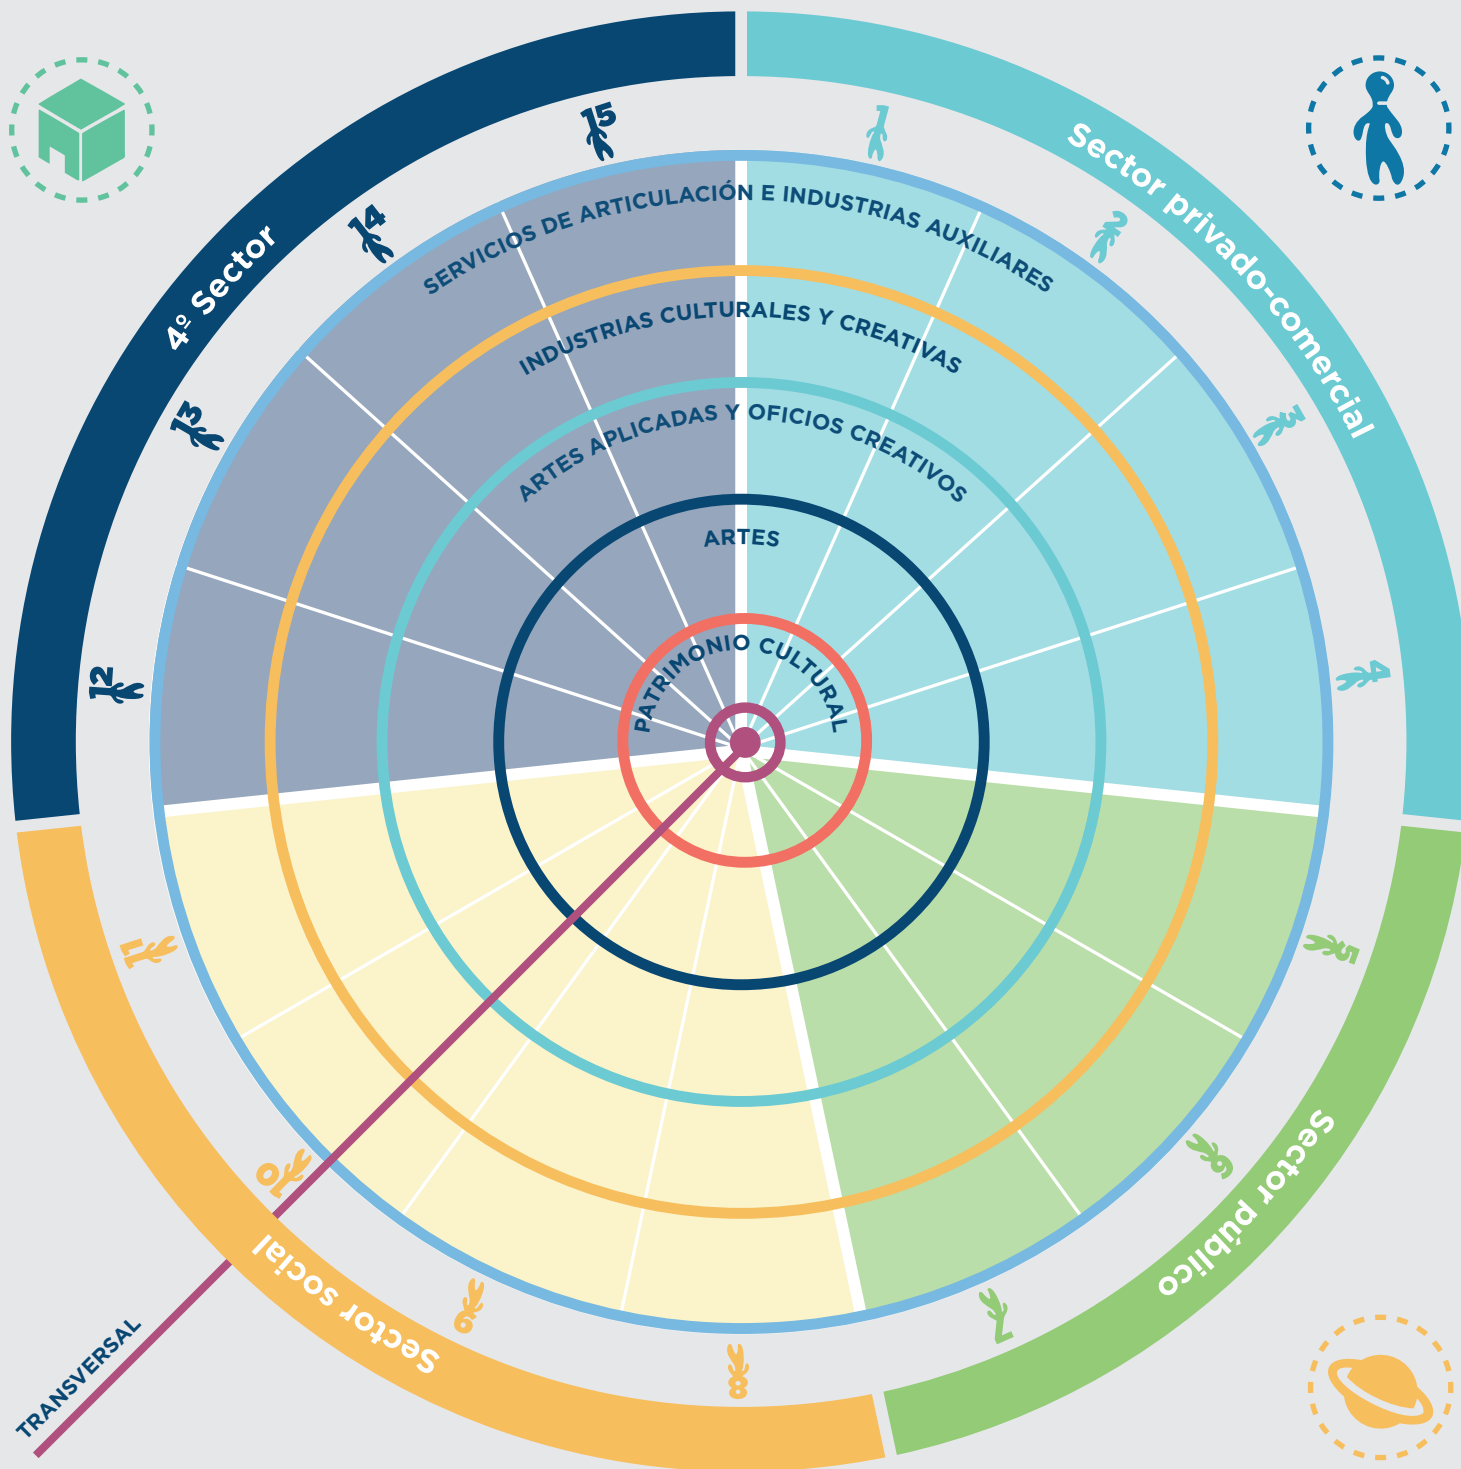 15
1
14
2
13
3
12
4
11
5
10
6
9
7
8
4º Sector
Sector privado-comercial
Sector público
Sector social
SERVICIOS DE ARTICULACIÓN E INDUSTRIAS AUXILIARES
INDUSTRIAS CULTURALES Y CREATIVAS
ARTES APLICADAS Y OFICIOS CREATIVOS
ARTES
PATRIMONIO CULTURAL
TRANSVERSAL